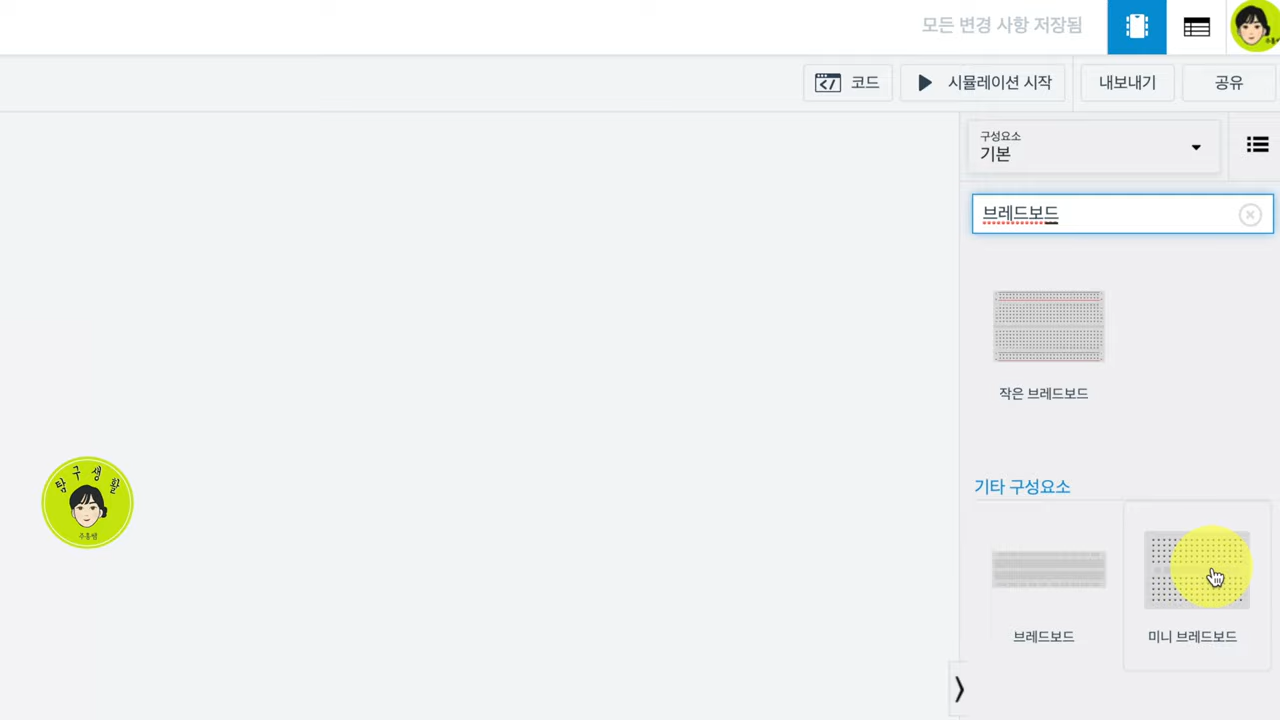 모든 변경 사항 저장됨
코드
시뮬레이션 시작
내보내기
공유
구성요소
기본
브레드보드
작은 브레드보드
기타 구성요소
브레드보드
미니 브레드보드
탐구생활
주홍쌤